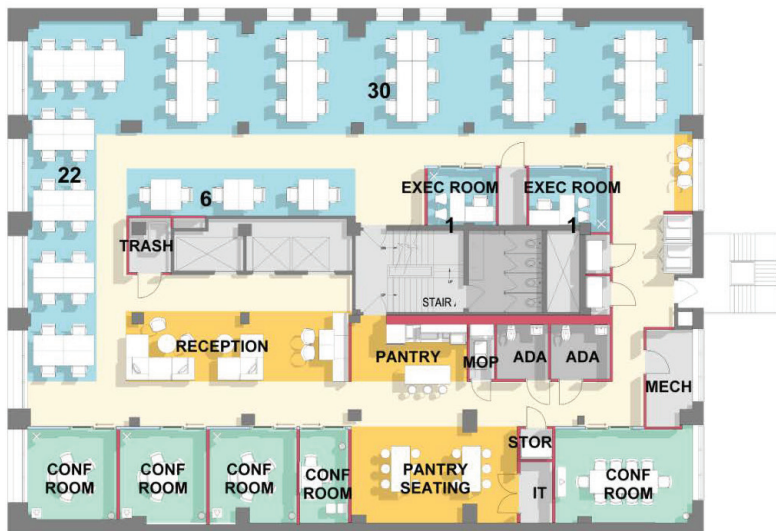 30
22
EXEC ROOM
EXEC ROOM
6
1
1
TRASH
STAIR
RECEPTION
PANTRY
MOP
ADA
ADA
MECH
CONF
ROOM
CONF
ROOM
CONF
ROOM
CONF
ROOM
PANTRY
SEATING
STOR
IT
CONF
ROOM